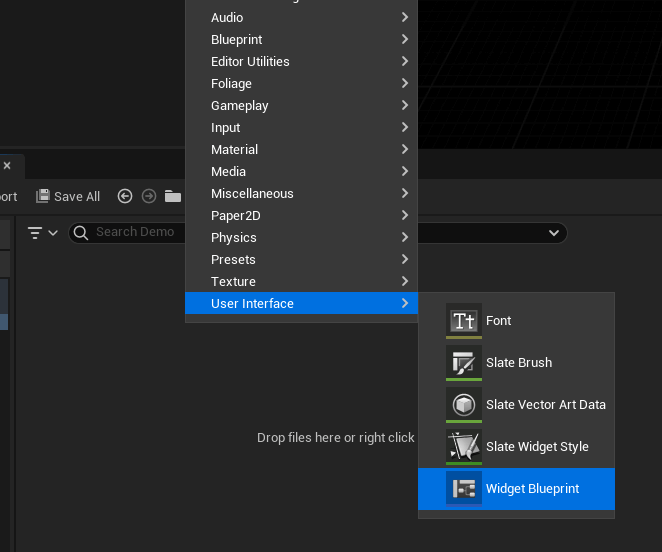 Audio
Blueprint
Editor Utilities
Foliage
Gameplay
Input
Material
Media
Miscellaneous
Paper2D
Physics
Presets
Texture
User Interface
ort
Save All
Search Demo
Drop files here or right click
Font
Slate Brush
Slate Vector Art Data
Slate Widget Style
Widget Blueprint